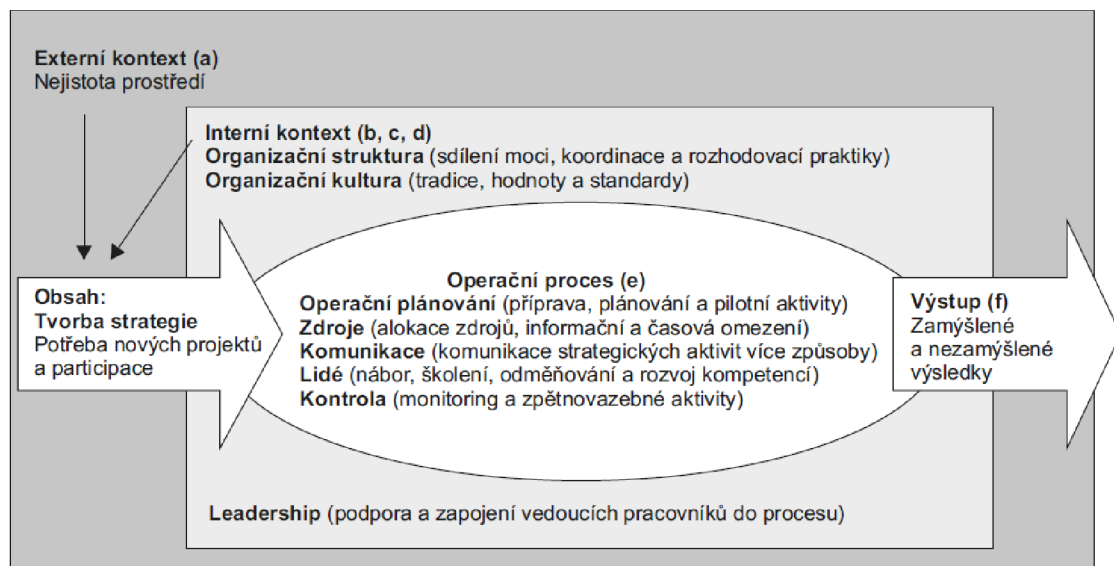 Externí kontext (a)
Nejistota prostředí
Interní kontext (b, c, d)
Organizační struktura (sdílení moci, koordinace a rozhodovací praktiky)
Organizační kultura (tradice, hodnoty a standardy)
Obsah:
Tvorba strategie
Potřeba nových projektů
a participace
Operační proces (e)
Operační plánování (příprava, plánování a pilotní aktivity)
Zdroje (alokace zdrojů, informační a časová omezení)
Komunikace (komunikace strategických aktivit více způsoby)
Lidé (nábor, školení, odměňování a rozvoj kompetencí)
Kontrola (monitoring a zpětnovazebné aktivity)
Výstup (f)
Zamýšlené
a nezamýšlené
výsledky
Leadership (podpora a zapojení vedoucích pracovníků do procesu)